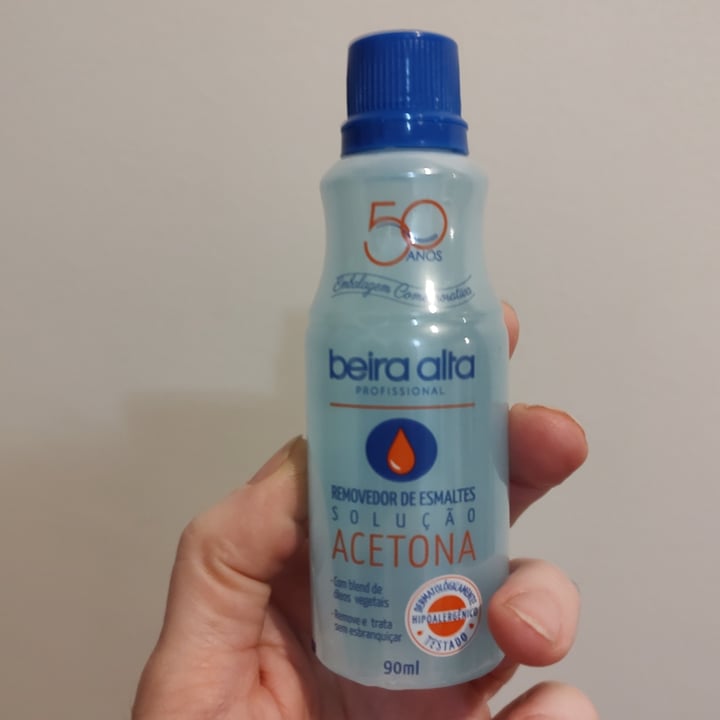 50
ANOS
Embalagem Comemorativa
beira alta
PROFISSIONAL
REMOVEDOR DE ESMALTES
SOLUÇÃO
ACETONA
-Com blend de
óleos vegetais
-Remove e trata
sem esbranquiçar
DERMATOLOGICAMENTE
HIPOALERGÊNICO
TESTADO
90ml